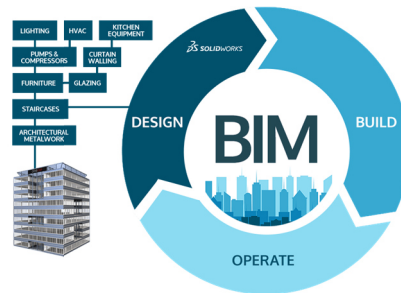 LIGHTING
HVAC
KITCHEN
EQUIPMENT
PUMPS &
COMPRESSORS
CURTAIN
WALLING
FURNITURE
GLAZING
STAIRCASES
ARCHITECTURAL
METALWORK
SOLIDWORKS
DESIGN
BIM
BUILD
OPERATE